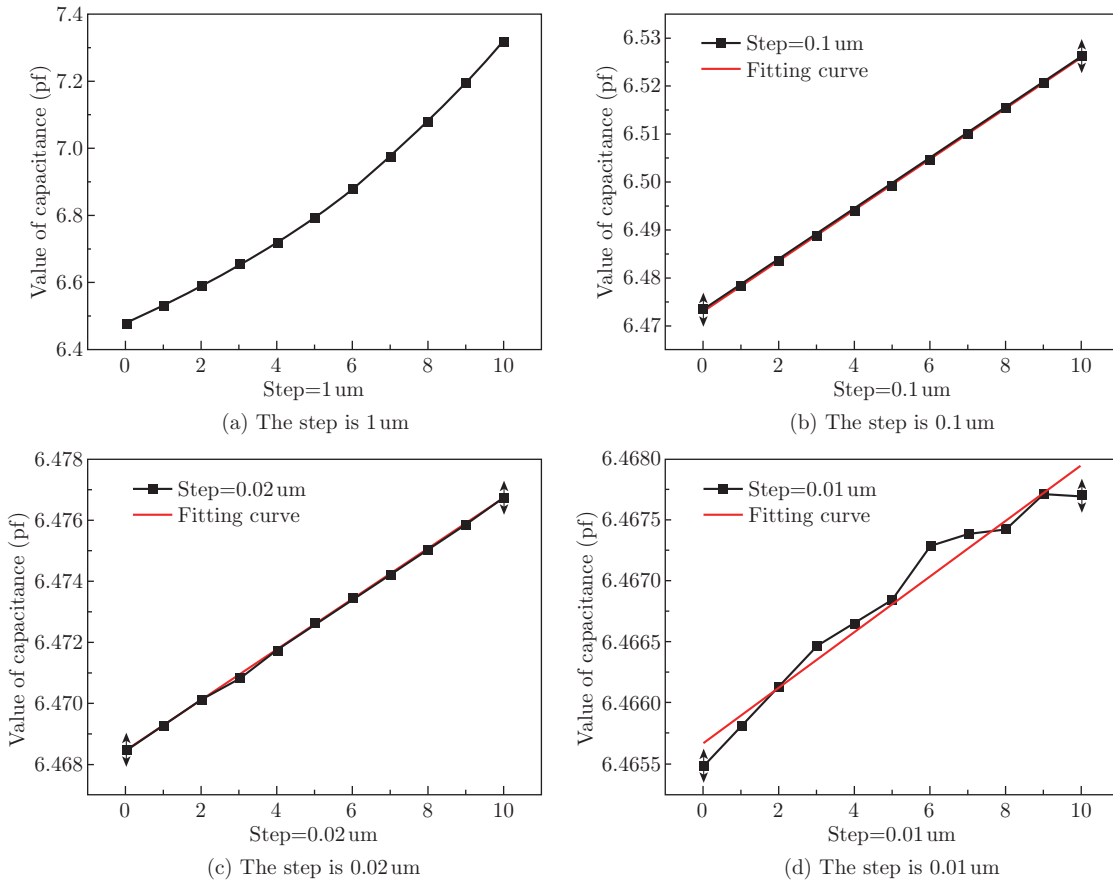 7.4
7.2
7.0
6.8
6.6
6.4
Value of capacitance (pf)
0 2 4 6 8 10
Step=1 um
(a) The step is 1 um
6.53
6.52
6.51
6.50
6.49
6.48
6.47
Value of capacitance (pf)
Step=0.1 um
Fitting curve
0 2 4 6 8 10
Step=0.1 um
(b) The step is 0.1 um
6.478
6.476
6.474
6.472
6.470
6.468
Value of capacitance (pf)
Step=0.02 um
Fitting curve
0 2 4 6 8 10
Step=0.02 um
(c) The step is 0.02 um
6.4680
6.4675
6.4670
6.4665
6.4660
6.4655
Value of capacitance (pf)
Step=0.01 um
Fitting curve
0 2 4 6 8 10
Step=0.01 um
(d) The step is 0.01 um